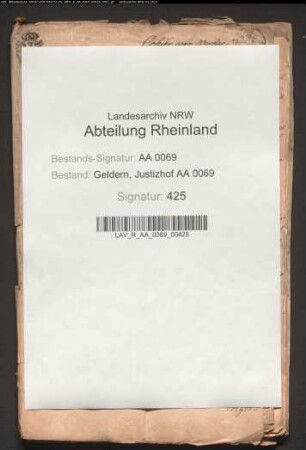 Landesarchiv NRW
Abteilung Rheinland
Bestands-Signatur: AA 0069
Bestand: Geldern, Justizhof AA 0069
Signatur: 425
LAV_R_AA_0069_00425